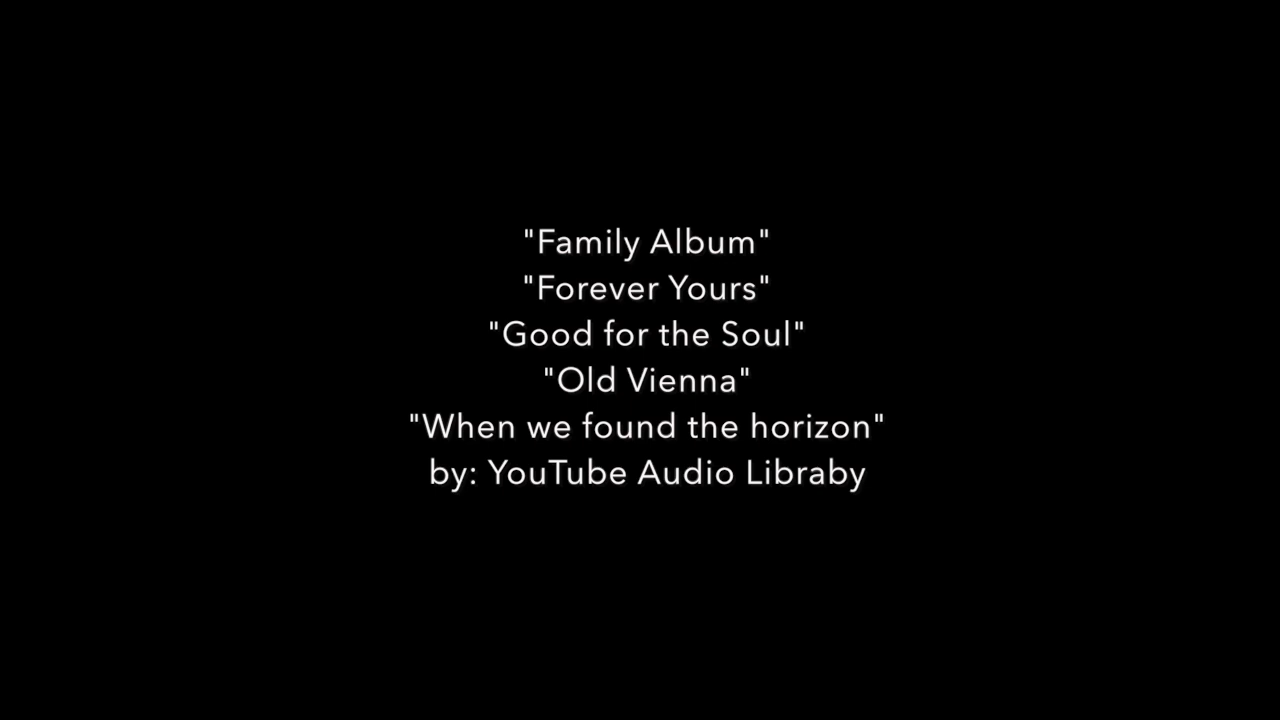 "Family Album"
"Forever Yours"
"Good for the Soul"
"Old Vienna"
"When we found the horizon"
by: YouTube Audio Libraby